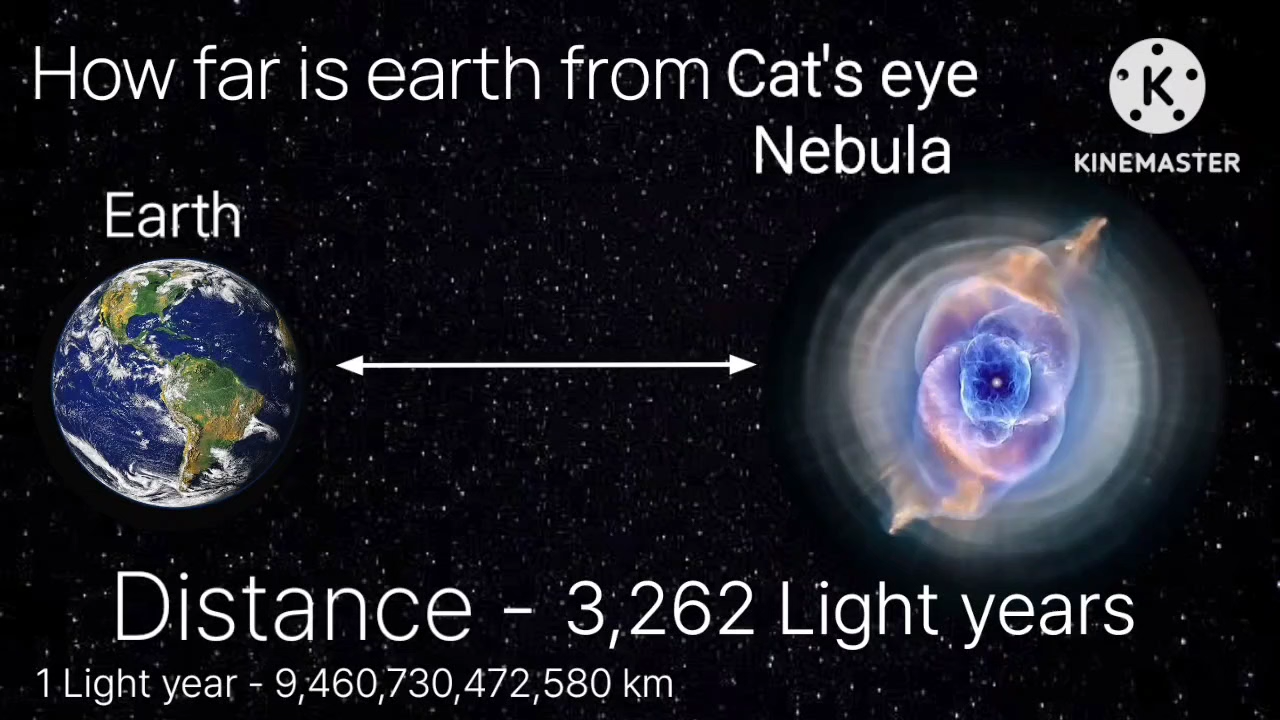 How far is earth from Cat's eye
Nebula
K
KINEMASTER
Earth
Distance - 3,262 Light years
1 Light year - 9,460,730,472,580 km